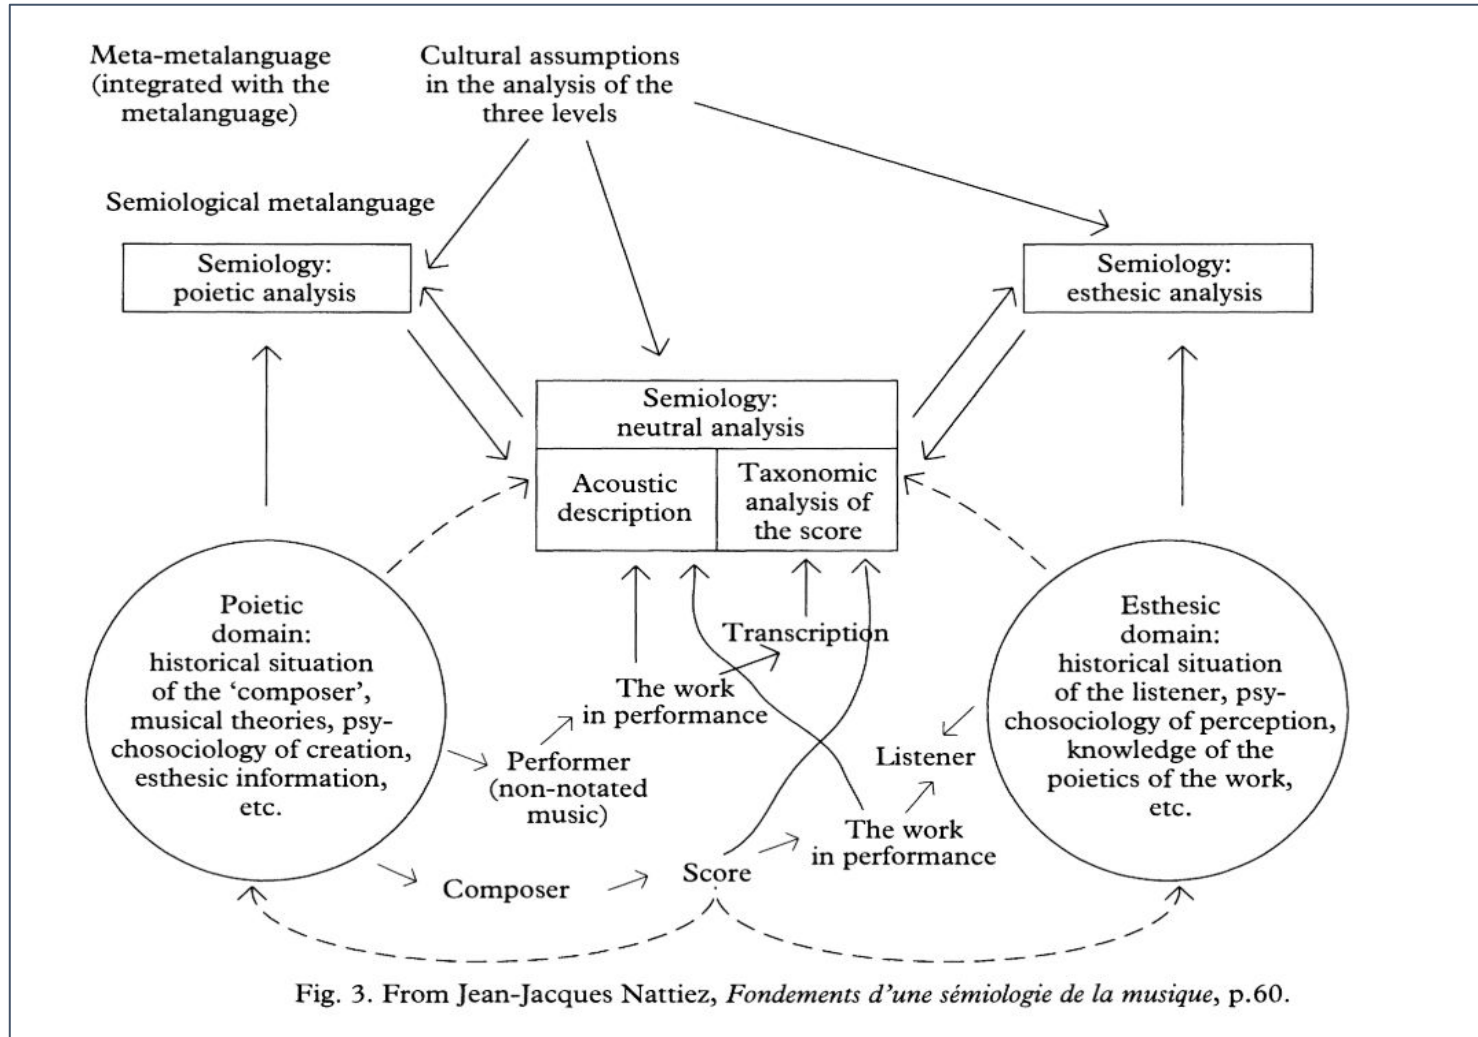 Meta-metalanguage
(integrated with the
metalanguage)
Cultural assumptions
in the analysis of the
three levels
Semiological metalanguage
Semiology:
poietic analysis
Semiology:
esthesic analysis
Semiology:
neutral analysis
Acoustic
description
Taxonomic
analysis of
the score
Poietic
domain:
historical situation
of the ‘composer’,
musical theories, psy-
chosociology of creation,
esthesic information,
etc.
Transcription
The work
in performance
Performer
(non-notated
music)
Composer
Score
The work
in performance
Listener
Esthesic
domain:
historical situation
of the listener, psy-
chosociology of perception,
knowledge of the
poietics of the work,
etc.
Fig. 3. From Jean-Jacques Nattiez, Fondements d’une sémiologie de la musique, p.60.